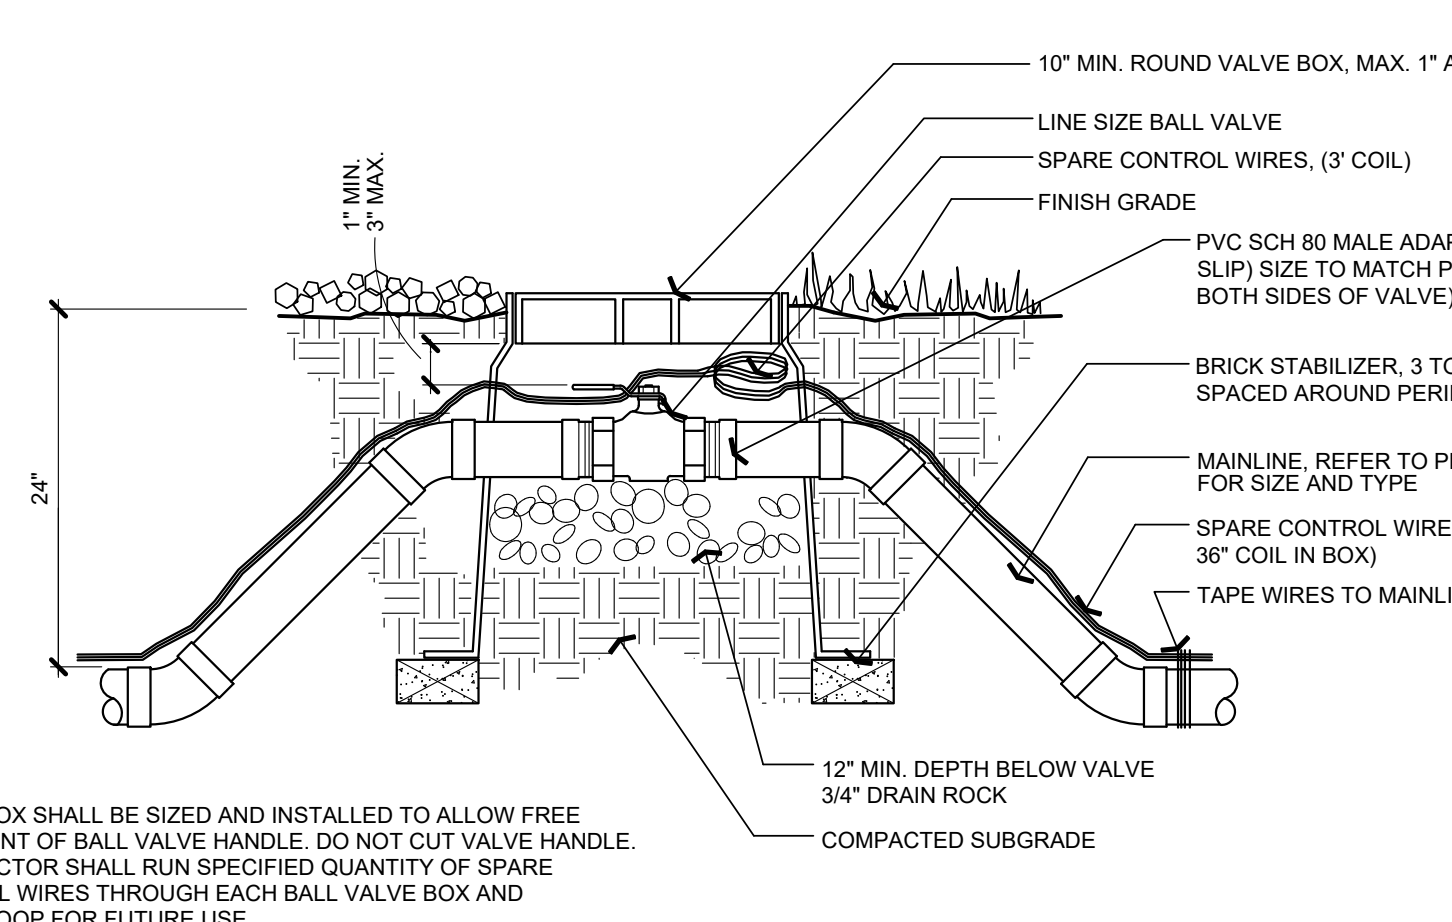 10" MIN. ROUND VALVE BOX, MAX. 1"
LINE SIZE BALL VALVE
SPARE CONTROL WIRES, (3' COIL)
FINISH GRADE
1" MIN.
3" MAX.
PVC SCH 80 MALE
SLIP) SIZE TO MATCH
BOTH SIDES OF VALVE)
BRICK STABILIZER, 3
SPACED AROUND
24"
MAINLINE, REFER TO
FOR SIZE AND TYPE
SPARE CONTROL WIRE
36" COIL IN BOX)
TAPE WIRES TO
12" MIN. DEPTH BELOW VALVE
3/4" DRAIN ROCK
COMPACTED SUBGRADE
OX SHALL BE SIZED AND INSTALLED TO ALLOW FREE
NT OF BALL VALVE HANDLE. DO NOT CUT VALVE HANDLE.
CTOR SHALL RUN SPECIFIED QUANTITY OF SPARE
L WIRES THROUGH EACH BALL VALVE BOX AND
OOP FOR FUTURE USE